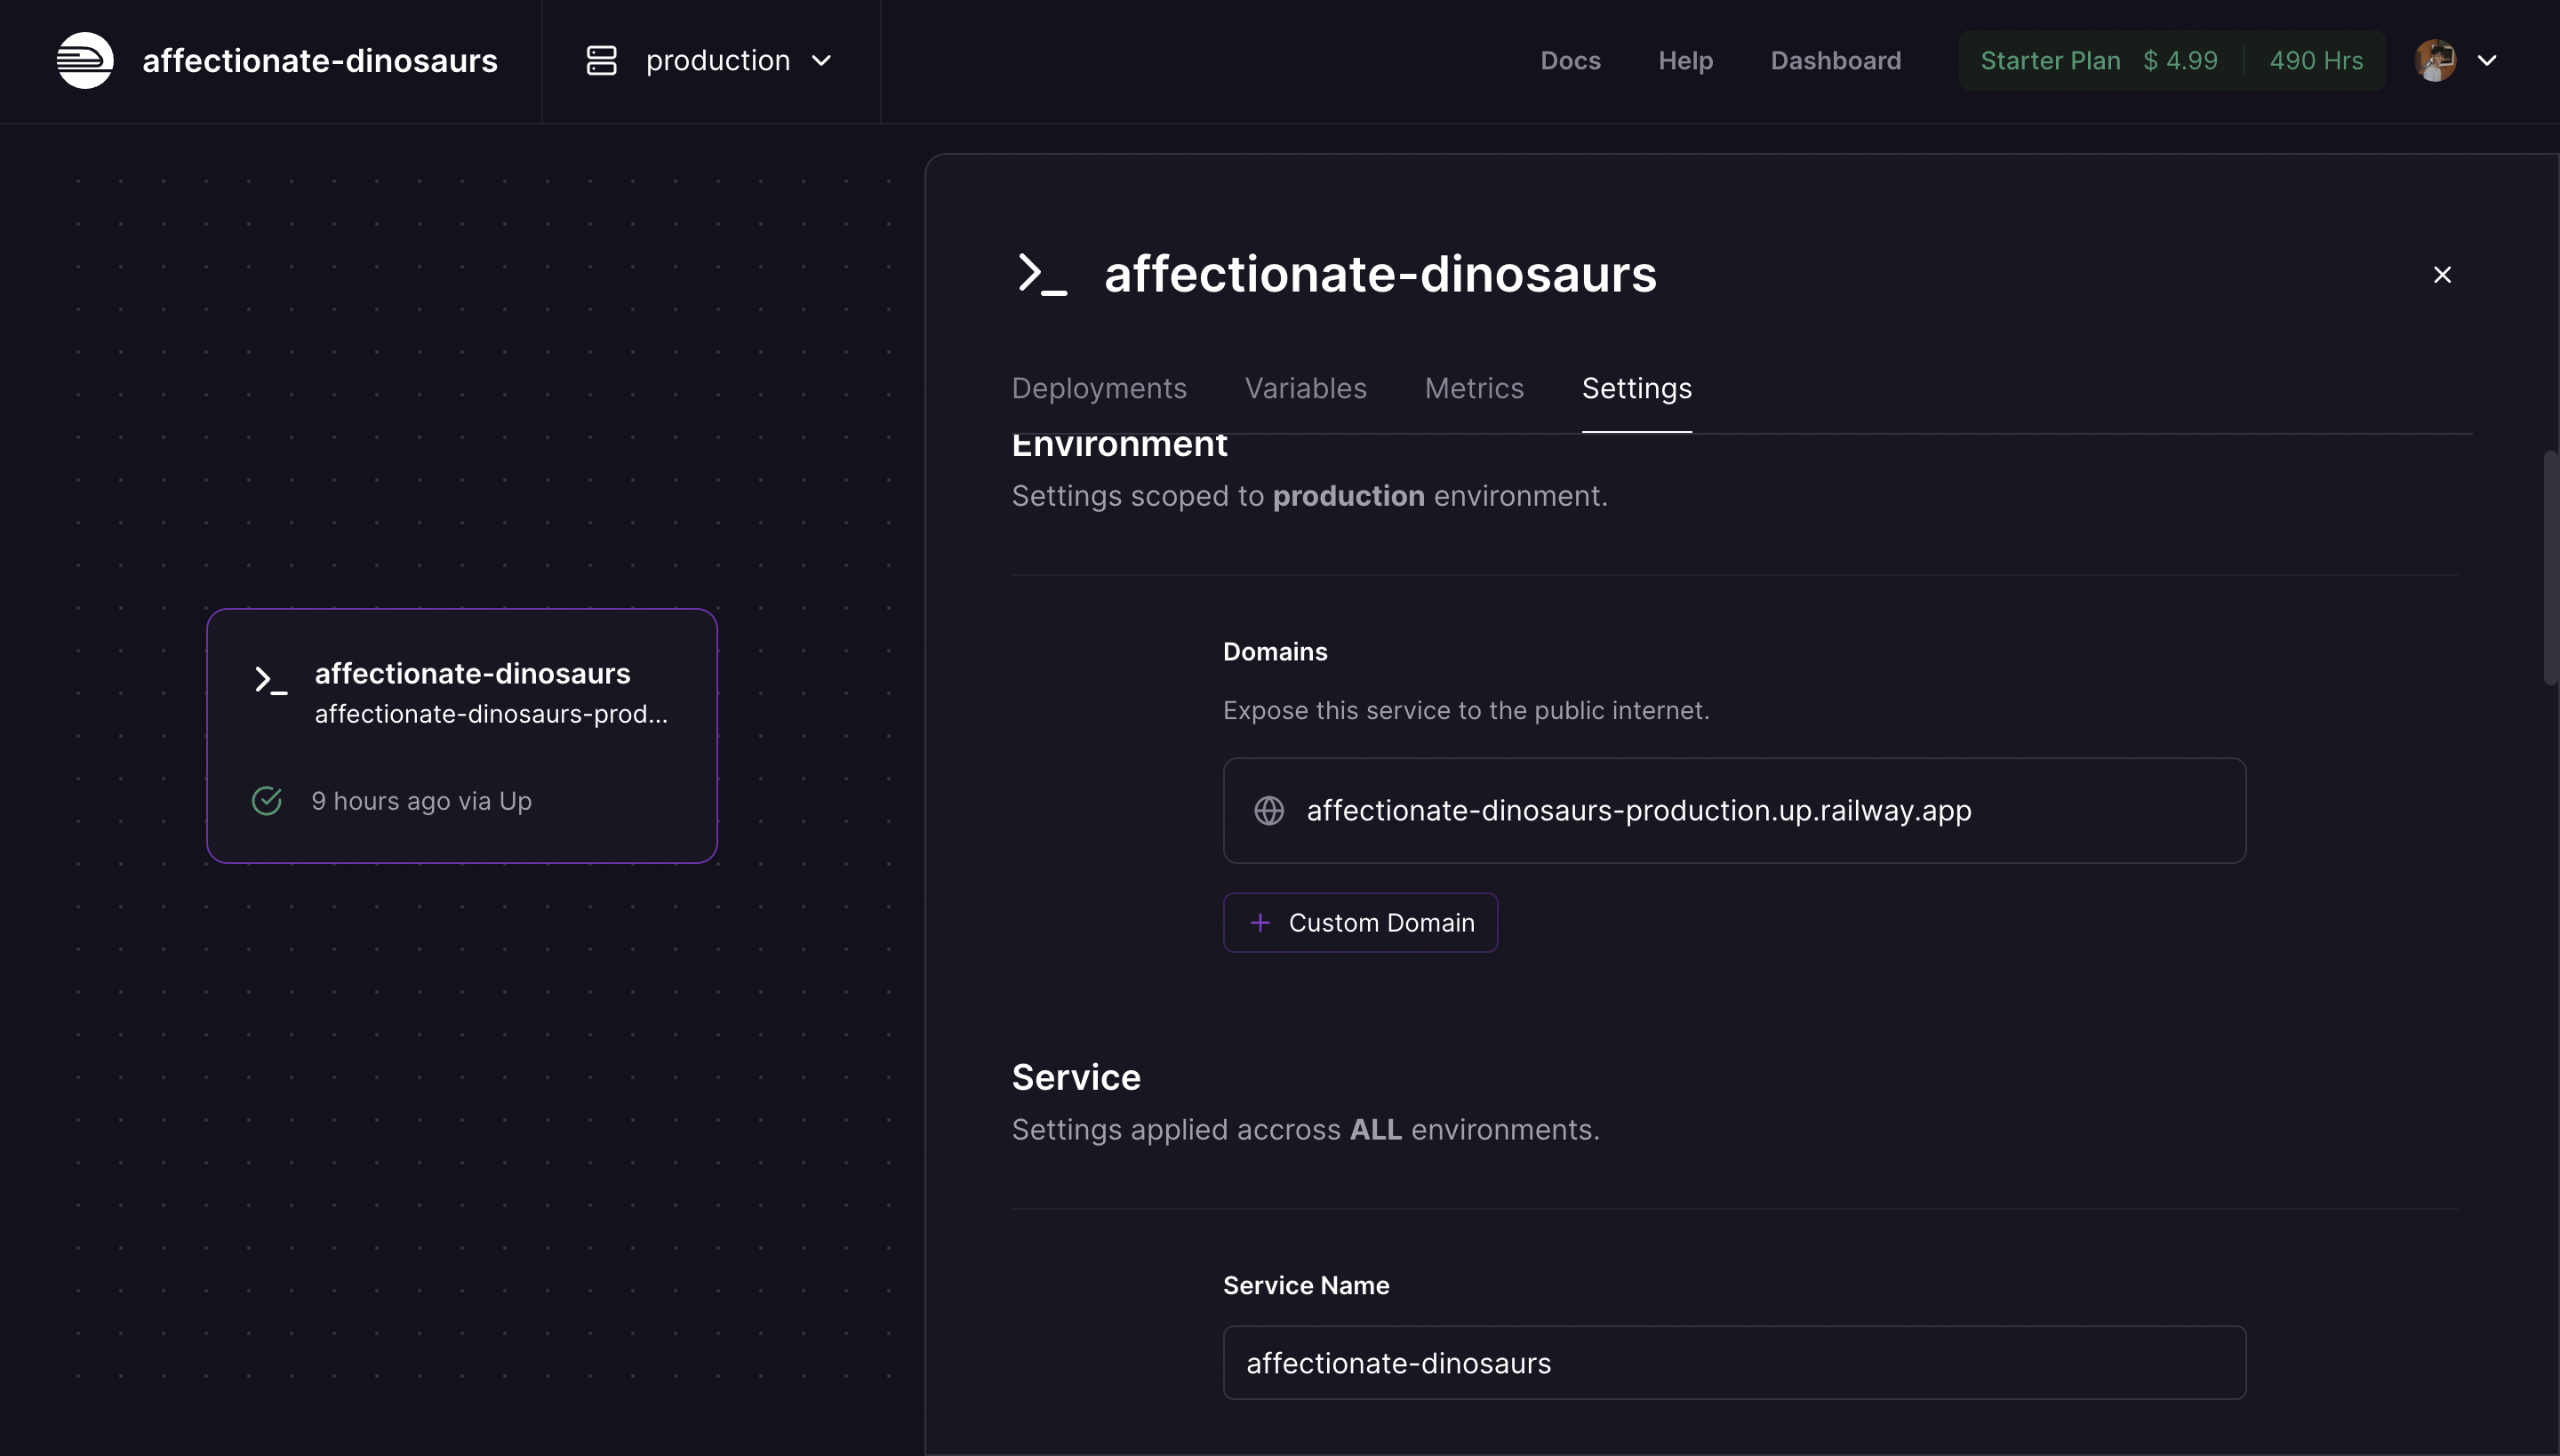 affectionate-dinosaurs
production
Docs
Help
Dashboard
Starter Plan $ 4.99 490 Hrs
affectionate-dinosaurs
affectionate-dinosaurs-prod...
9 hours ago via Up
affectionate-dinosaurs
Deployments
Variables
Metrics
Settings
Environment
Settings scoped to production environment.
Domains
Expose this service to the public internet.
affectionate-dinosaurs-production.up.railway.app
Custom Domain
Service
Settings applied accross ALL environments.
Service Name
affectionate-dinosaurs